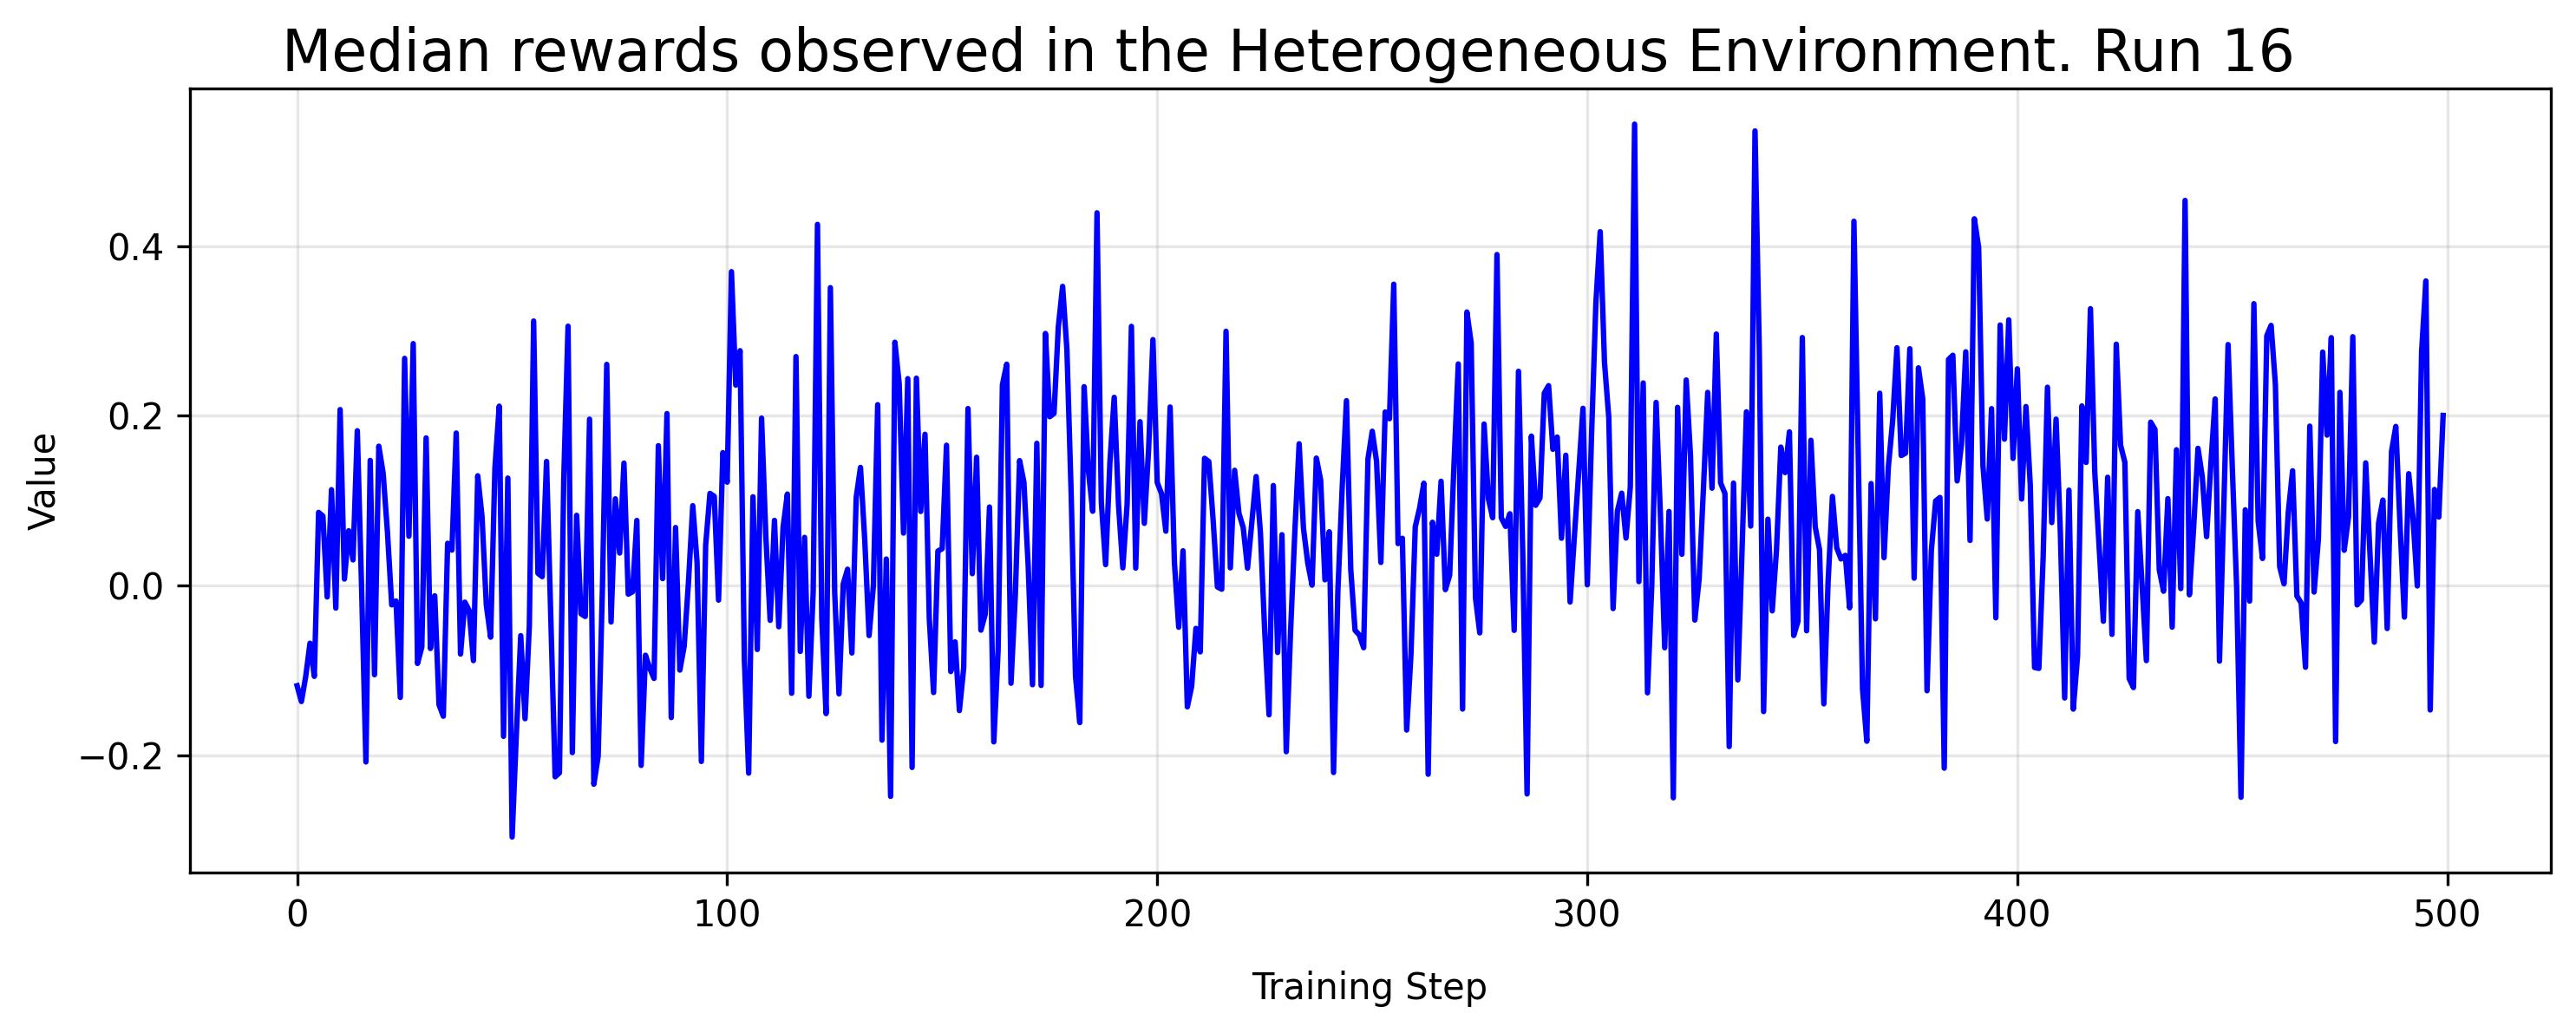 Median rewards observed in the Heterogeneous Environment. Run 16
Value
0.4
0.2
0.0
−0.2
0 100 200 300 400 500
Training Step